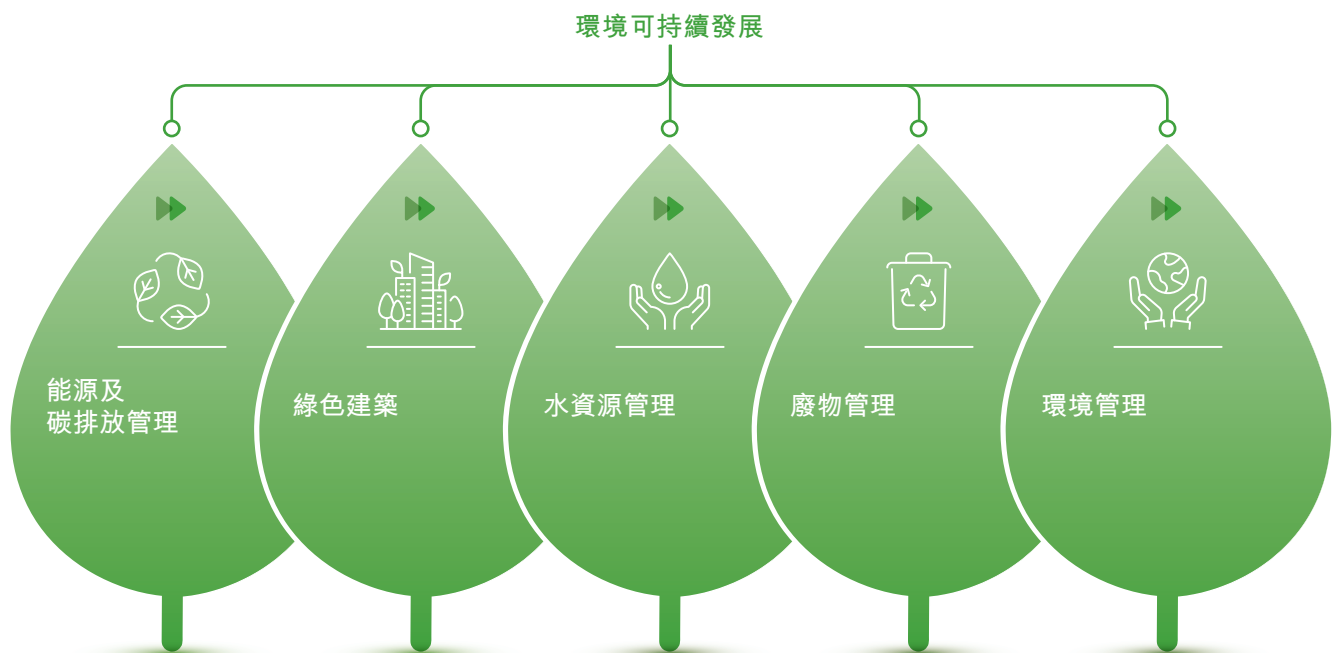 環境可持續發展
能源及
碳排放管理
綠色建築
水資源管理
廢物管理
環境管理